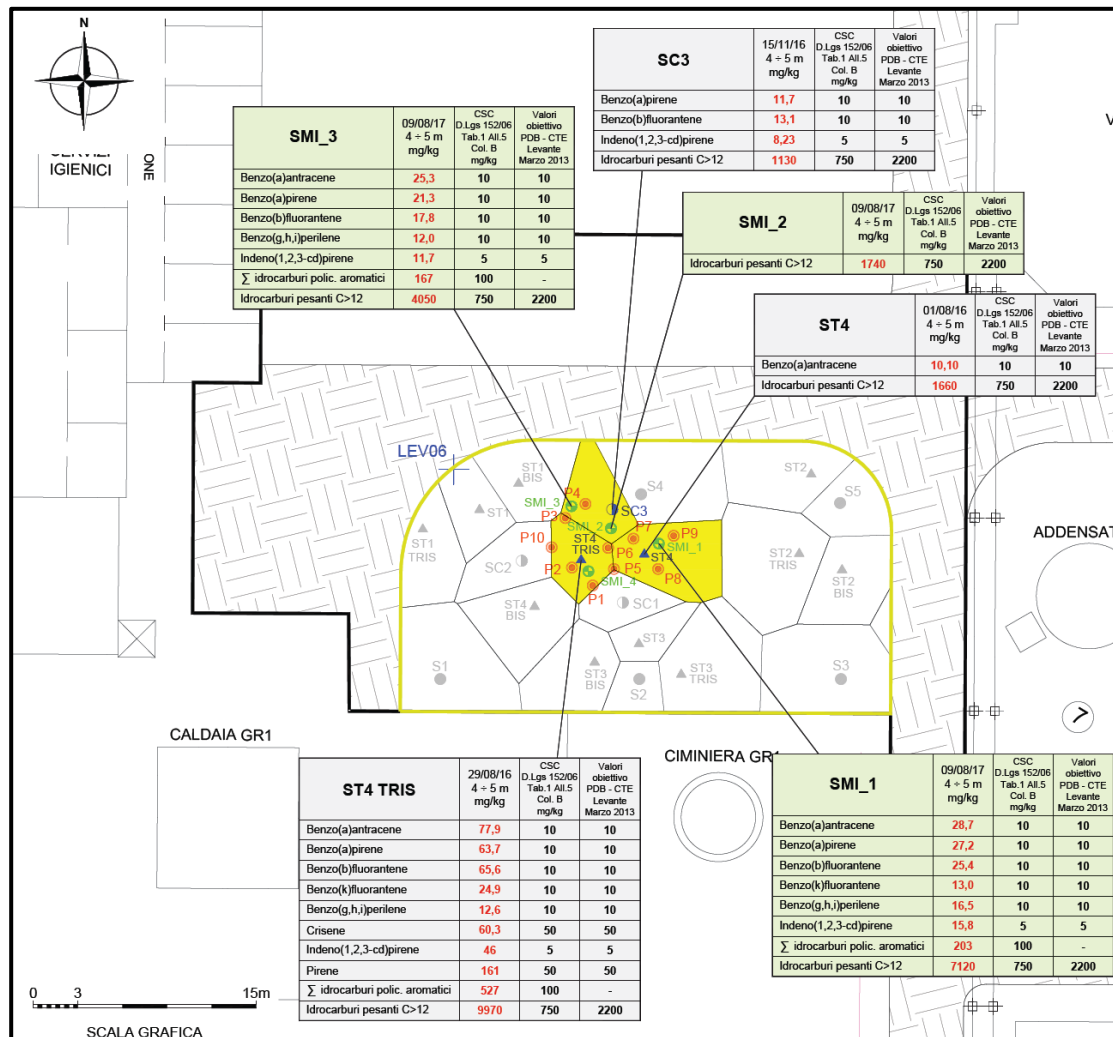 N
SERVIZI
IGIENICI
ONE
SC3
15/11/16
4 ÷ 5 m
mg/kg
CSC
D.Lgs 152/06
Tab.1 All.5
Col. B
mg/kg
Valori
obiettivo
PDB - CTE
Levante
Marzo 2013
Benzo(a)pirene 11,7 10 10
Benzo(b)fluorantene 13,1 10 10
Indeno(1,2,3-cd)pirene 8,23 5 5
Idrocarburi pesanti C>12 1130 750 2200
V
SMI_3
09/08/17
4 ÷ 5 m
mg/kg
CSC
D.Lgs 152/06
Tab.1 All.5
Col. B
mg/kg
Valori
obiettivo
PDB - CTE
Levante
Marzo 2013
Benzo(a)antracene 25,3 10 10
Benzo(a)pirene 21,3 10 10
Benzo(b)fluorantene 17,8 10 10
Benzo(g,h,i)perilene 12,0 10 10
Indeno(1,2,3-cd)pirene 11,7 5 5
∑ idrocarburi polic. aromatici 167 100 -
Idrocarburi pesanti C>12 4050 750 2200
SMI_2
09/08/17
4 ÷ 5 m
mg/kg
CSC
D.Lgs 152/06
Tab.1 All.5
Col. B
mg/kg
Valori
obiettivo
PDB - CTE
Levante
Marzo 2013
Idrocarburi pesanti C>12 1740 750 2200
ST4
01/08/16
4 ÷ 5 m
mg/kg
CSC
D.Lgs 152/06
Tab.1 All.5
Col. B
mg/kg
Valori
obiettivo
PDB - CTE
Levante
Marzo 2013
Benzo(a)antracene 10,10 10 10
Idrocarburi pesanti C>12 1660 750 2200
LEV06
ST1
BIS
ST1
ST1
TRIS
SMI_3
P4
P3
SMI_2
SC3
S4
ST2
S5
P7
P9
SMI_1
P10
ST4
TRIS
P6
ST4
ST2
TRIS
ST2
BIS
SC2
P2
P5
P8
SMI_4
P1
SC1
ST4
BIS
ST3
ST3
BIS
ST3
TRIS
S1
S2
S3
ADDENSAT
7
CALDAIA GR1
CIMINIERA GR1
ST4 TRIS
29/08/16
4 ÷ 5 m
mg/kg
CSC
D.Lgs 152/06
Tab.1 All.5
Col. B
mg/kg
Valori
obiettivo
PDB - CTE
Levante
Marzo 2013
Benzo(a)antracene 77,9 10 10
Benzo(a)pirene 63,7 10 10
Benzo(b)fluorantene 65,6 10 10
Benzo(k)fluorantene 24,9 10 10
Benzo(g,h,i)perilene 12,6 10 10
Crisene 60,3 50 50
Indeno(1,2,3-cd)pirene 46 5 5
Pirene 161 50 50
∑ idrocarburi polic. aromatici 527 100 -
Idrocarburi pesanti C>12 9970 750 2200
SMI_1
09/08/17
4 ÷ 5 m
mg/kg
CSC
D.Lgs 152/06
Tab.1 All.5
Col. B
mg/kg
Valori
obiettivo
PDB - CTE
Levante
Marzo 2013
Benzo(a)antracene 28,7 10 10
Benzo(a)pirene 27,2 10 10
Benzo(b)fluorantene 25,4 10 10
Benzo(k)fluorantene 13,0 10 10
Benzo(g,h,i)perilene 16,5 10 10
Indeno(1,2,3-cd)pirene 15,8 5 5
∑ idrocarburi polic. aromatici 203 100 -
Idrocarburi pesanti C>12 7120 750 2200
0 3 15m
SCALA GRAFICA